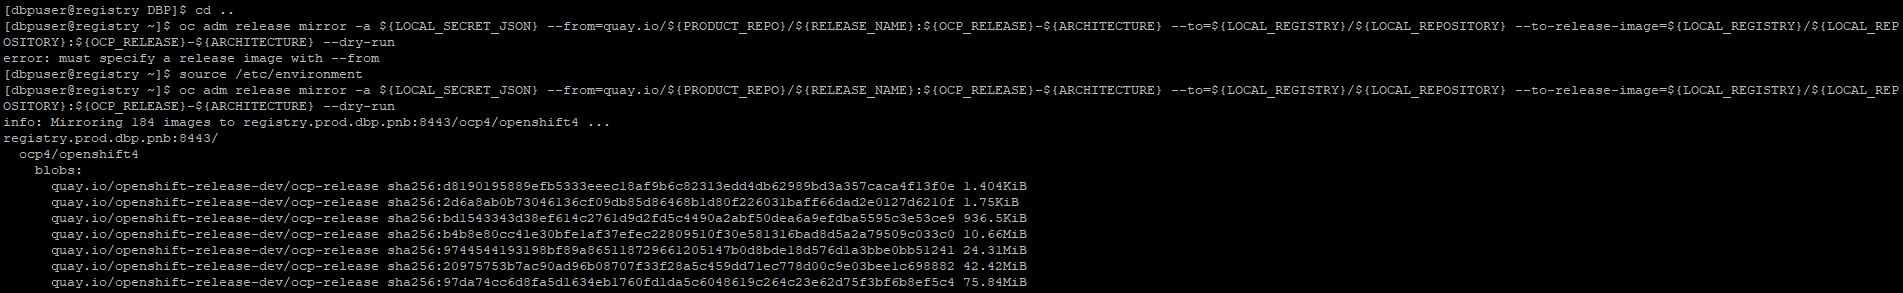 [dbpuser@registry DBP]$ cd ..
[dbpuser@registry ~]$ oc adm release mirror -a ${LOCAL_SECRET_JSON} --from=quay.io/${PRODUCT_REPO}/${RELEASE_NAME}:${OCP_RELEASE}-${ARCHITECTURE} --to=${LOCAL_REGISTRY}/${LOCAL_REPOSITORY} --to-release-image=${LOCAL_REGISTRY}/${LOCAL_REP
OSITORY}:${OCP_RELEASE}-${ARCHITECTURE} --dry-run
error: must specify a release image with --from
[dbpuser@registry ~]$ source /etc/environment
[dbpuser@registry ~]$ oc adm release mirror -a ${LOCAL_SECRET_JSON} --from=quay.io/${PRODUCT_REPO}/${RELEASE_NAME}:${OCP_RELEASE}-${ARCHITECTURE} --to=${LOCAL_REGISTRY}/${LOCAL_REPOSITORY} --to-release-image=${LOCAL_REGISTRY}/${LOCAL_REP
OSITORY}:${OCP_RELEASE}-${ARCHITECTURE} --dry-run
info: Mirroring 184 images to registry.prod.dbp.pnb:8443/ocp4/openshift4 ...
registry.prod.dbp.pnb:8443/
  ocp4/openshift4
    blobs:
      quay.io/openshift-release-dev/ocp-release sha256:d8190195889efb5333eeec18af9b6c82313edd4db62989bd3a357caca4f13f0e 1.404KiB
      quay.io/openshift-release-dev/ocp-release sha256:2d6a8ab0b73046136cf09db85d86468b1d80f226031baff66dad2e0127d6210f 1.75KiB
      quay.io/openshift-release-dev/ocp-release sha256:bd1543343d38ef614c2761d9d2fd5c4490a2abf50dea6a9efdba5595c3e53ce9 936.5KiB
      quay.io/openshift-release-dev/ocp-release sha256:b4b8e80cc41e30bfe1af37efec22809510f30e581316bad8d5a2a79509c033c0 10.66MiB
      quay.io/openshift-release-dev/ocp-release sha256:9744544193198bf89a865118729661205147b0d8bde18d576d1a3bbe0bb51241 24.31MiB
      quay.io/openshift-release-dev/ocp-release sha256:20975753b7ac90ad96b08707f33f28a5c459dd71ec778d00c9e03bee1c698882 42.42MiB
      quay.io/openshift-release-dev/ocp-release sha256:97da74cc6d8fa5d1634eb1760fd1da5c6048619c264c23e62d75f3bf6b8ef5c4 75.84MiB